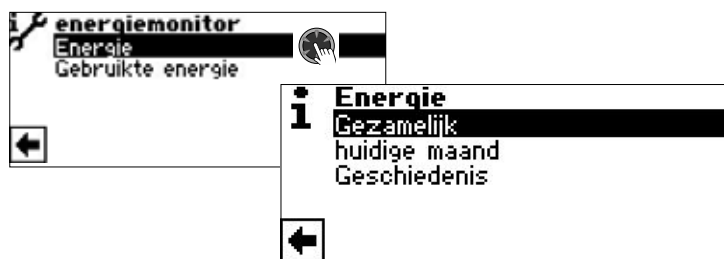 energiemonitor
Energie
Gebruikte energie
Energie
Gezamelijk
huidige maand
Geschiedenis